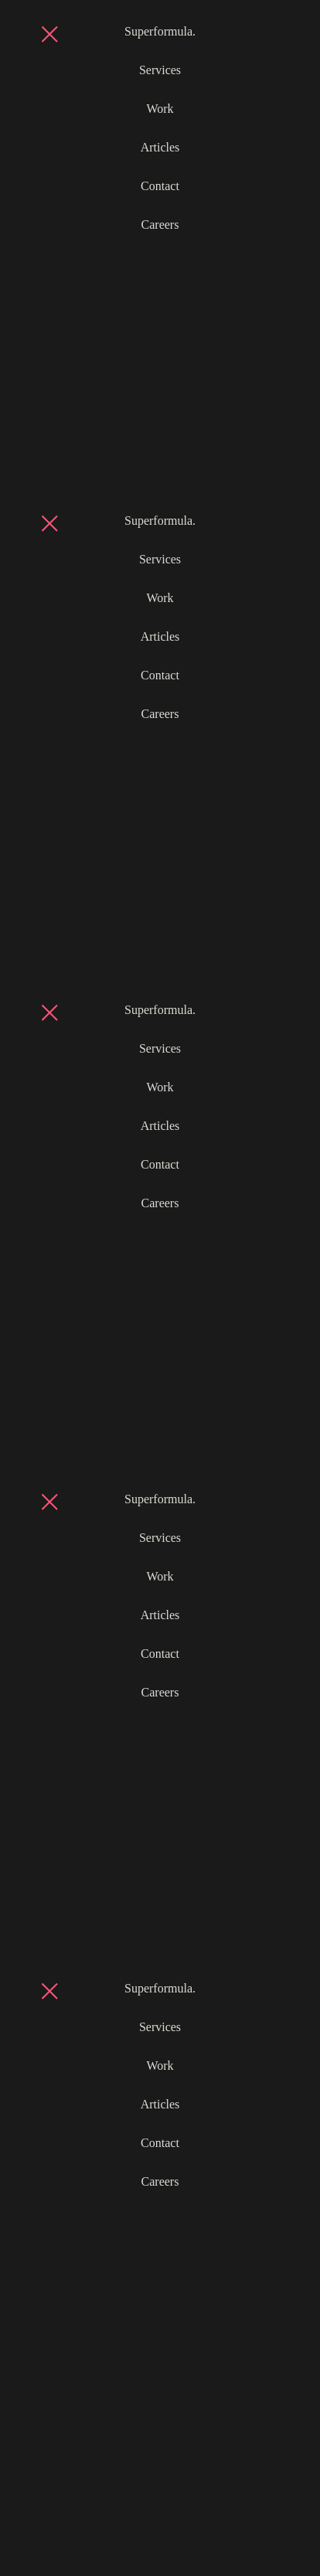 Superformula.
Services
Work
Articles
Contact
Careers
Superformula.
Services
Work
Articles
Contact
Careers
Superformula.
Services
Work
Articles
Contact
Careers
Superformula.
Services
Work
Articles
Contact
Careers
Superformula.
Services
Work
Articles
Contact
Careers